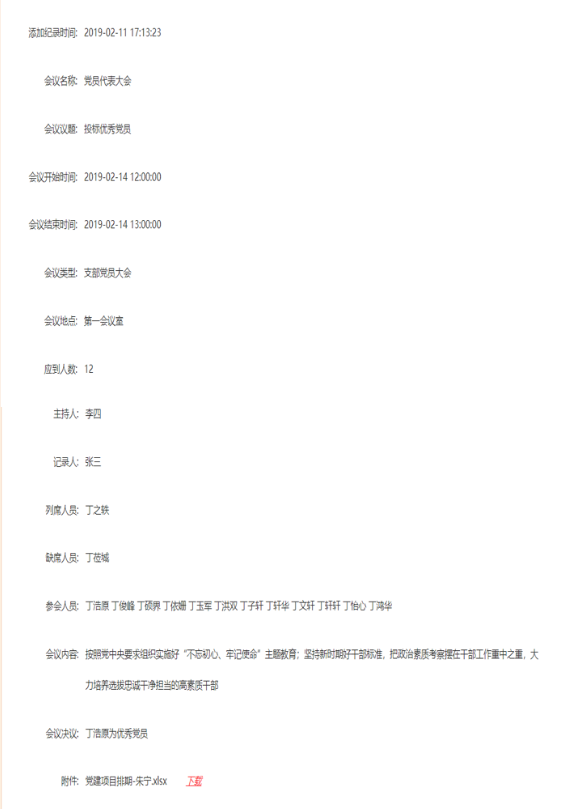 添加纪录时间: 2019-02-11 17:13:23
会议名称: 党员代表大会
会议议题: 投标优秀党员
会议开始时间: 2019-02-14 12:00:00
会议结束时间: 2019-02-14 13:00:00
会议类型: 支部党员大会
会议地点: 第一会议室
应到人数: 12
主持人: 李四
记录人: 张三
列席人员: 丁之轶
缺席人员: 丁莅城
参会人员: 丁浩原 丁俊峰 丁硕界 丁依姗 丁玉军 丁洪双 丁子轩 丁轩华 丁文轩 丁轩轩 丁怡心 丁鸿华
会议内容: 按照党中央要求组织实施好“不忘初心、牢记使命”主题教育；坚持新时期好干部标准，把政治素质考察摆在干部工作重中之重，大
力培养选拔忠诚干净担当的高素质干部
会议决议: 丁浩原为优秀党员
附件: 党建项目排期-朱宁.xlsx 下载